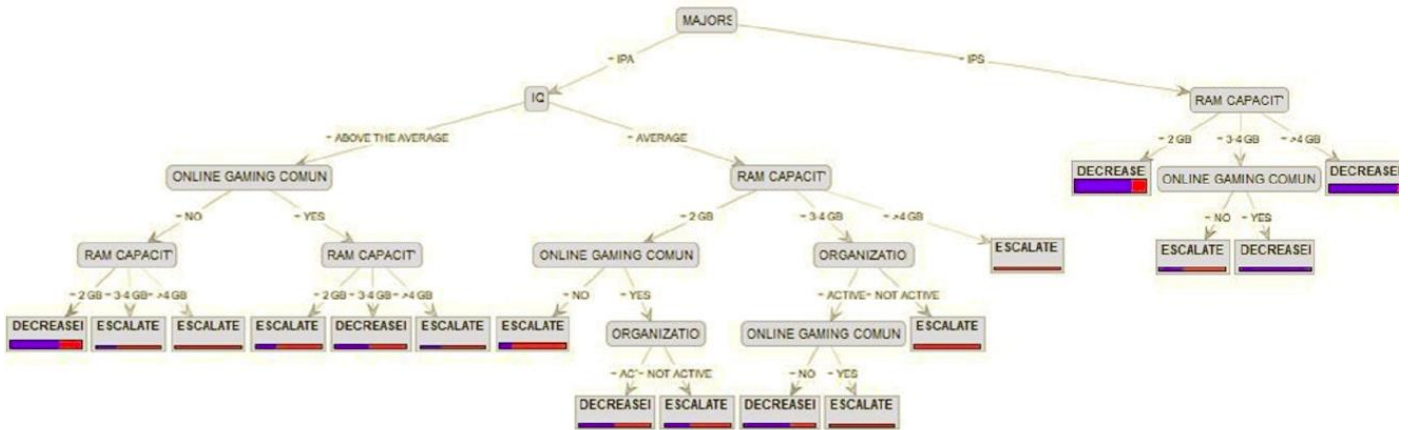 MAJORS
~ IPA
~ IPS
IQ
RAM CAPACIT'
~ ABOVE THE AVERAGE
~ AVERAGE
~ 2 GB
~ 3-4 GB
~ >4 GB
ONLINE GAMING COMUN
RAM CAPACIT'
DECREASE
ONLINE GAMING COMUN
DECREASEI
~ NO
~ YES
~ 2 GB
~ 3-4 GB
~ >4 GB
~ NO
~ YES
RAM CAPACIT'
RAM CAPACIT'
ONLINE GAMING COMUN
ORGANIZATIO
ESCALATE
ESCALATE
DECREASEI
~ 2 GB
~ 3-4 GB
~ >4 GB
~ 2 GB
~ 3-4 GB
~ >4 GB
~ NO
~ YES
~ ACTIVE
~ NOT ACTIVE
DECREASEI
ESCALATE
ESCALATE
ESCALATE
DECREASEI
ESCALATE
ESCALATE
ORGANIZATIO
ONLINE GAMING COMUN
ESCALATE
~ AC'
~ NOT ACTIVE
~ NO
~ YES
DECREASEI
ESCALATE
DECREASEI
ESCALATE